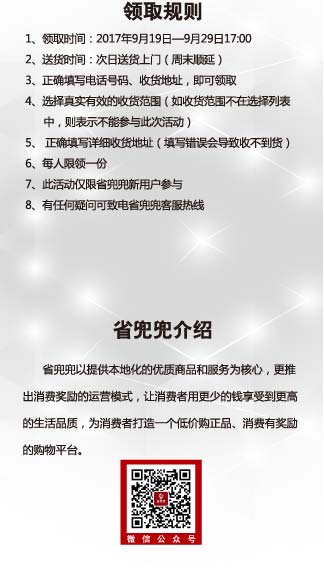 领取规则
1、领取时间：2017年9月19日—9月29日17:00
2、送货时间：次日送货上门（周末顺延）
3、正确填写电话号码、收货地址，即可领取
4、选择真实有效的收货范围（如收货范围不在选择列表
中，则表示不能参与此次活动）
5、 正确填写详细收货地址（填写错误会导致收不到货）
6、每人限领一份
7、此活动仅限省兜兜新用户参与
8、有任何疑问可致电省兜兜客服热线
省兜兜介绍
省兜兜以提供本地化的优质商品和服务为核心，更推
出消费奖励的运营模式，让消费者用更少的钱享受到更高
的生活品质，为消费者打造一个低价购正品、消费有奖励
的购物平台。
微信公众号